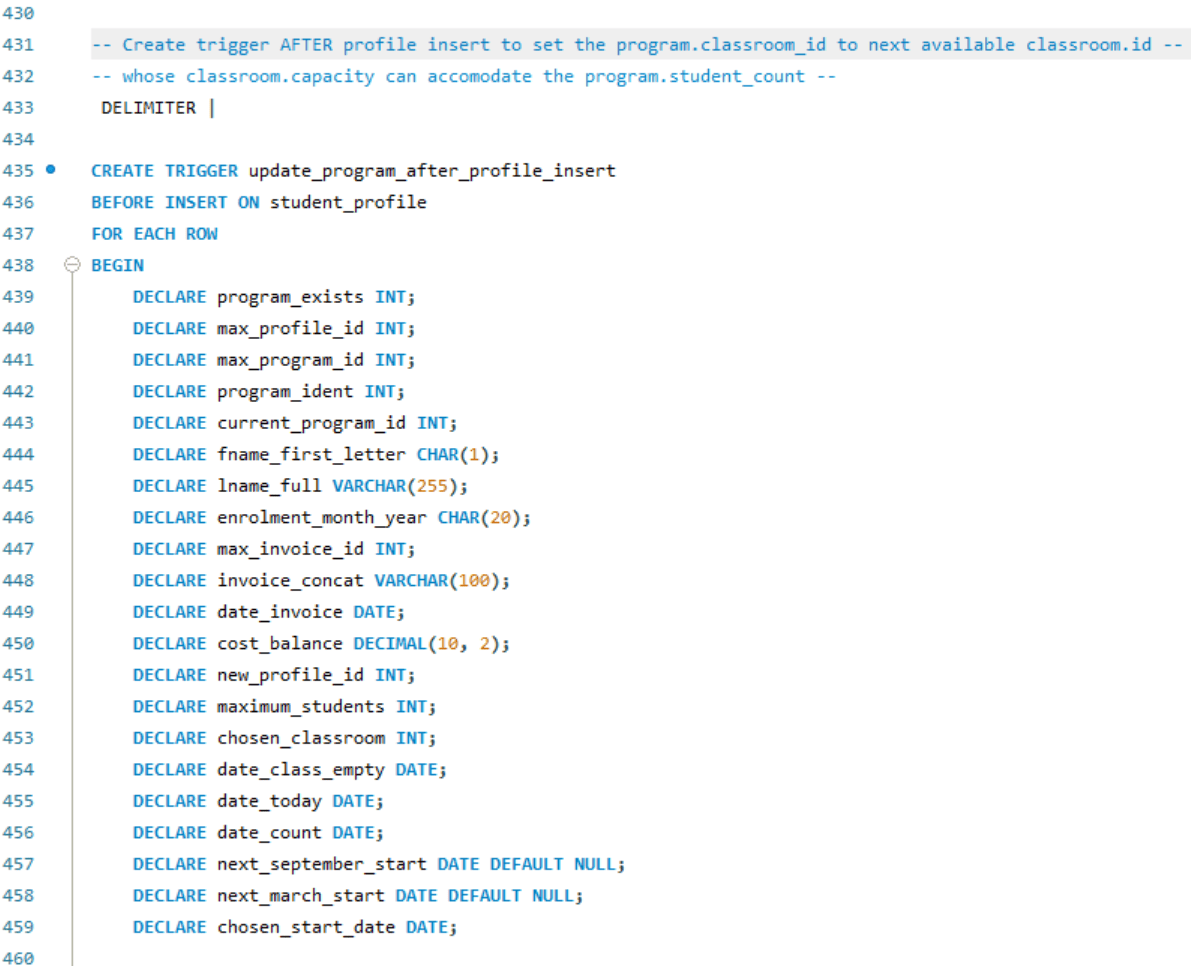 430
431 -- Create trigger AFTER profile insert to set the program.classroom_id to next available classroom.id --
432 -- whose classroom.capacity can accomodate the program.student_count --
433 DELIMITER |
434
435 CREATE TRIGGER update_program_after_profile_insert
436 BEFORE INSERT ON student_profile
437 FOR EACH ROW
438 BEGIN
439 DECLARE program_exists INT;
440 DECLARE max_profile_id INT;
441 DECLARE max_program_id INT;
442 DECLARE program_ident INT;
443 DECLARE current_program_id INT;
444 DECLARE fname_first_letter CHAR(1);
445 DECLARE lname_full VARCHAR(255);
446 DECLARE enrolment_month_year CHAR(20);
447 DECLARE max_invoice_id INT;
448 DECLARE invoice_concat VARCHAR(100);
449 DECLARE date_invoice DATE;
450 DECLARE cost_balance DECIMAL(10, 2);
451 DECLARE new_profile_id INT;
452 DECLARE maximum_students INT;
453 DECLARE chosen_classroom INT;
454 DECLARE date_class_empty DATE;
455 DECLARE date_today DATE;
456 DECLARE date_count DATE;
457 DECLARE next_september_start DATE DEFAULT NULL;
458 DECLARE next_march_start DATE DEFAULT NULL;
459 DECLARE chosen_start_date DATE;
460